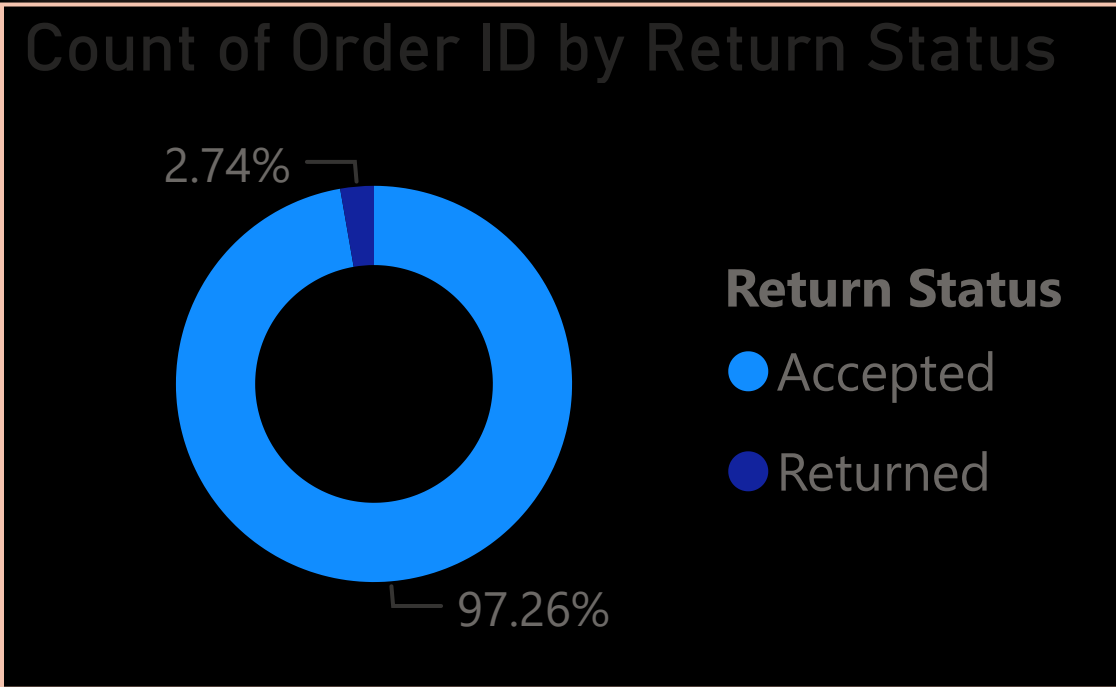 Count of Order ID by Return Status
2.74%
Return Status
Accepted
Returned
97.26%